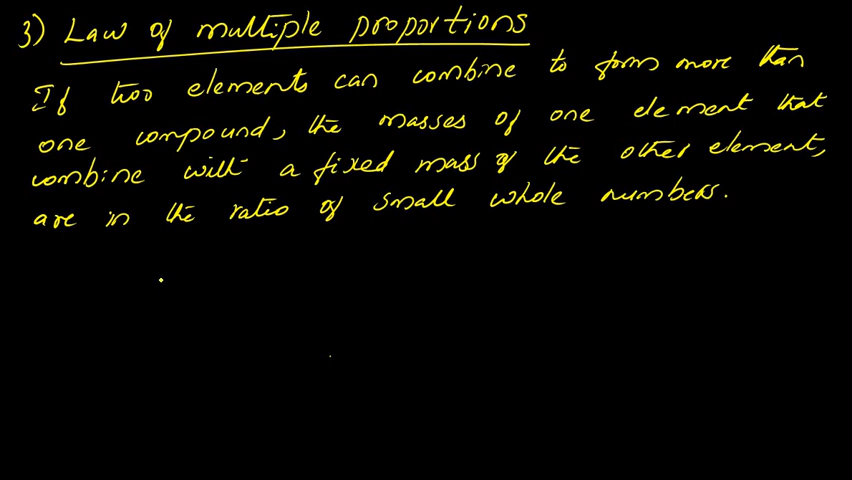 3) Law of multiple proportions
If two elements can combine to form more than
one compound, the masses of one element that
combine with a fixed mass of the other element,
are in the ratio of small whole numbers.